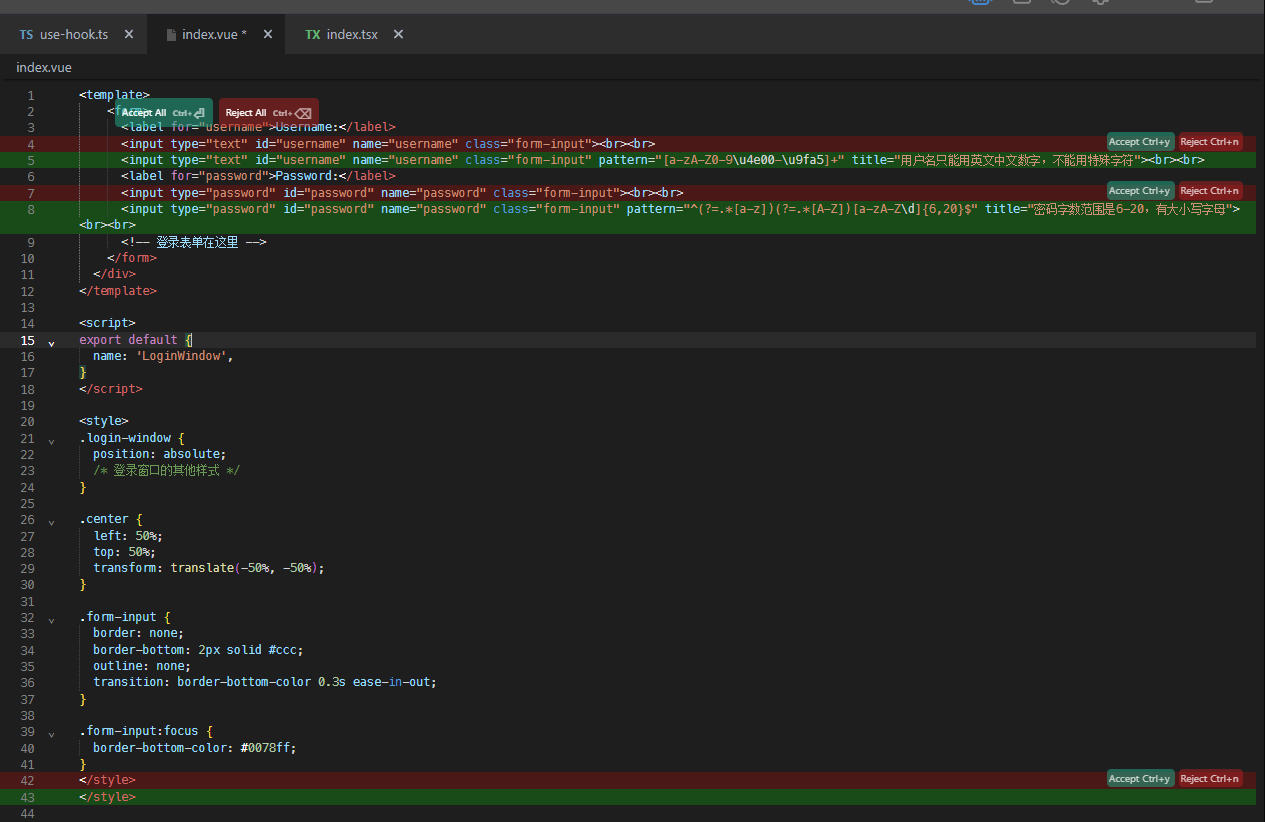 TS use-hook.ts × index.vue * × TX index.tsx ×
index.vue
1 <template>
Accept All Ctrl+ Reject All Ctrl+
2 <form>
3 <label for="username">Username:</label>
4 <input type="text" id="username" name="username" class="form-input"><br><br>
Accept Ctrl+y Reject Ctrl+n
5 <input type="text" id="username" name="username" class="form-input" pattern="[a-zA-Z0-9\u4e00-\u9fa5]+" title="用户名只能用英文中文数字，不能用特殊字符"><br><br>
6 <label for="password">Password:</label>
7 <input type="password" id="password" name="password" class="form-input"><br><br>
Accept Ctrl+y Reject Ctrl+n
8 <input type="password" id="password" name="password" class="form-input" pattern="^(?=.*[a-z])(?=.*[A-Z])[a-zA-Z\d]{6,20}$" title="密码字数范围是6-20，有大小写字母">
<br><br>
9 <!-- 登录表单在这里 -->
10 </form>
11 </div>
12 </template>
13
14 <script>
15 export default {
16 name: 'LoginWindow',
17 }
18 </script>
19
20 <style>
21 .login-window {
22 position: absolute;
23 /* 登录窗口的其他样式 */
24 }
25
26 .center {
27 left: 50%;
28 top: 50%;
29 transform: translate(-50%, -50%);
30 }
31
32 .form-input {
33 border: none;
34 border-bottom: 2px solid #ccc;
35 outline: none;
36 transition: border-bottom-color 0.3s ease-in-out;
37 }
38
39 .form-input:focus {
40 border-bottom-color: #0078ff;
41 }
42 </style>
Accept Ctrl+y Reject Ctrl+n
43 </style>
44